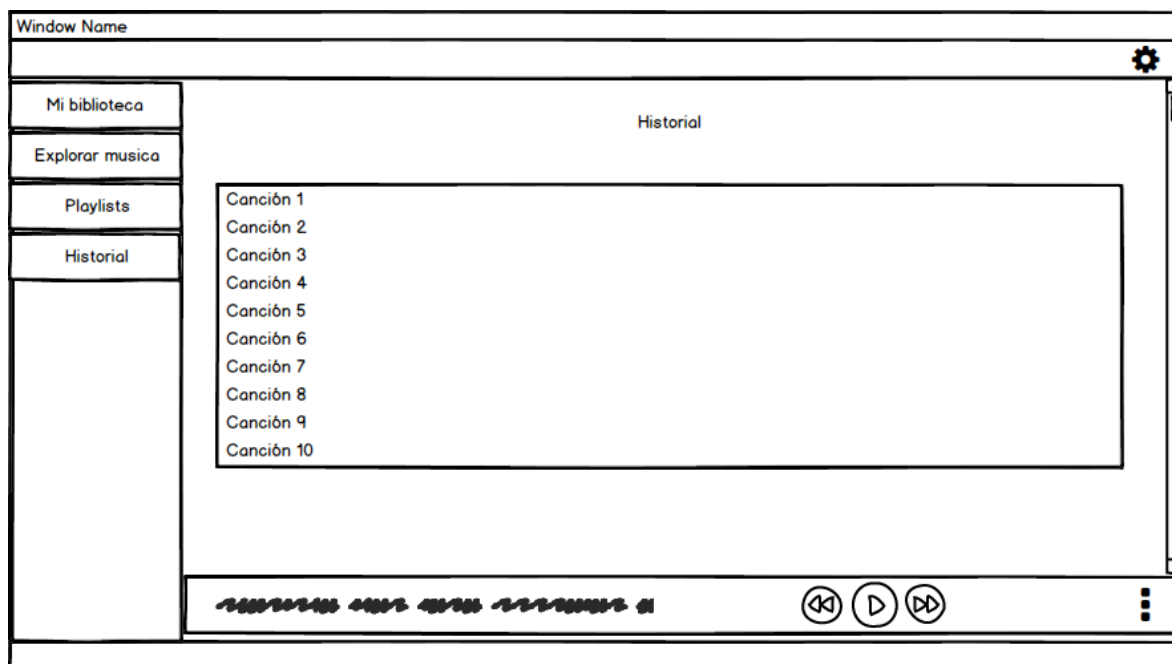 Window Name
Mi biblioteca
Explorar musica
Playlists
Historial
Historial
Canción 1
Canción 2
Canción 3
Canción 4
Canción 5
Canción 6
Canción 7
Canción 8
Canción 9
Canción 10